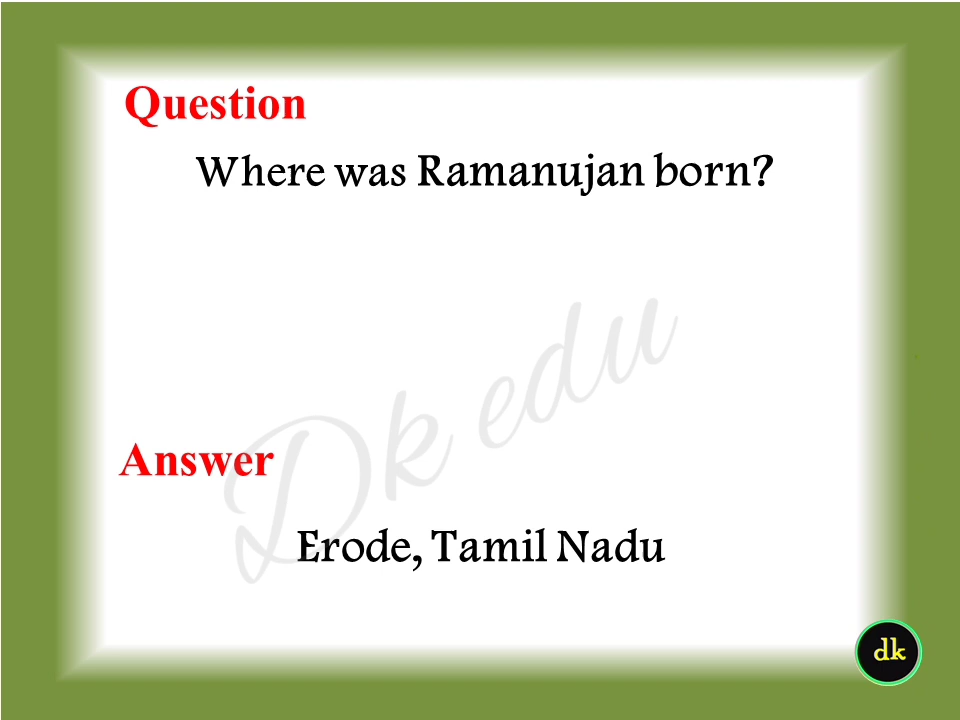 Question
Where was Ramanujan born?
Dk edu
Answer
Erode, Tamil Nadu
dk